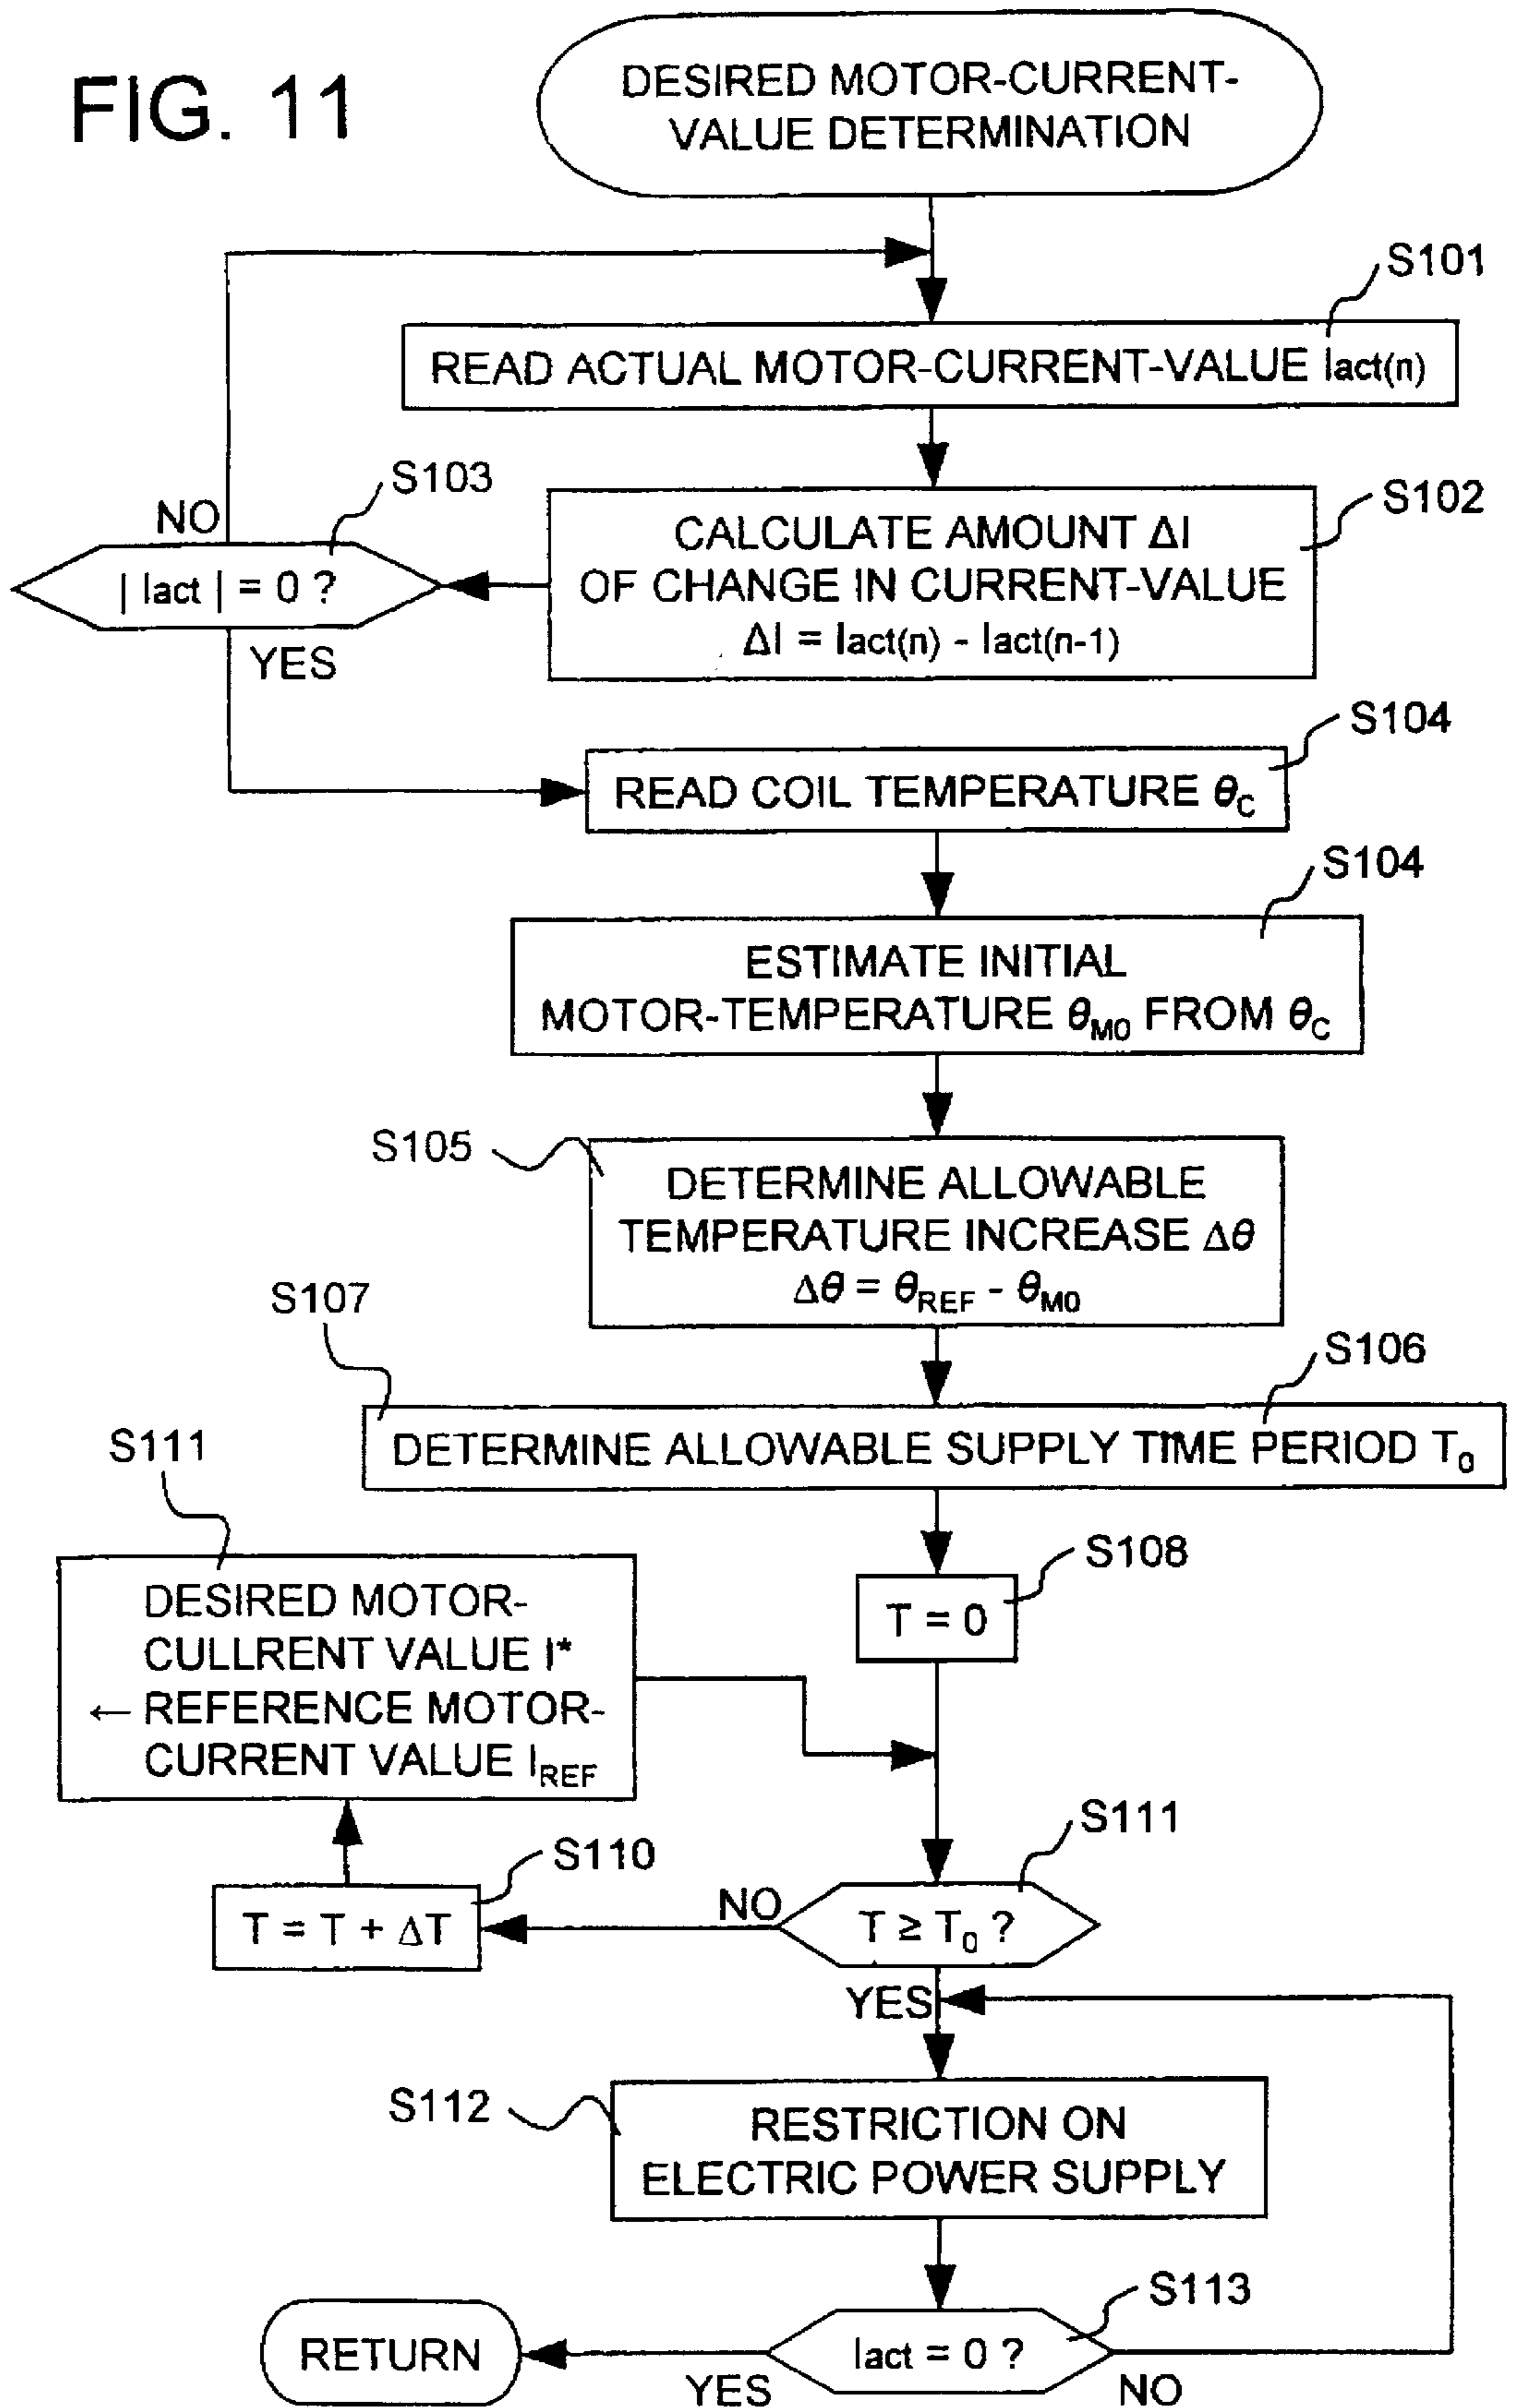 FIG. 11
DESIRED MOTOR-CURRENT-
VALUE DETERMINATION
S101
READ ACTUAL MOTOR-CURRENT-VALUE Iact(n)
S102
CALCULATE AMOUNT ΔI
OF CHANGE IN CURRENT-VALUE
ΔI = Iact(n) - Iact(n-1)
S103
NO
| Iact | = 0 ?
YES
S104
READ COIL TEMPERATURE θC
S104
ESTIMATE INITIAL
MOTOR-TEMPERATURE θM0 FROM θC
S105
DETERMINE ALLOWABLE
TEMPERATURE INCREASE Δθ
Δθ = θREF - θM0
S107
S106
DETERMINE ALLOWABLE SUPPLY TIME PERIOD T0
S108
T = 0
S111
DESIRED MOTOR-
CULLRENT VALUE I*
← REFERENCE MOTOR-
CURRENT VALUE IREF
S111
T ≥ T0 ?
NO
S110
T = T + ΔT
YES
S112
RESTRICTION ON
ELECTRIC POWER SUPPLY
S113
Iact = 0 ?
YES
NO
RETURN